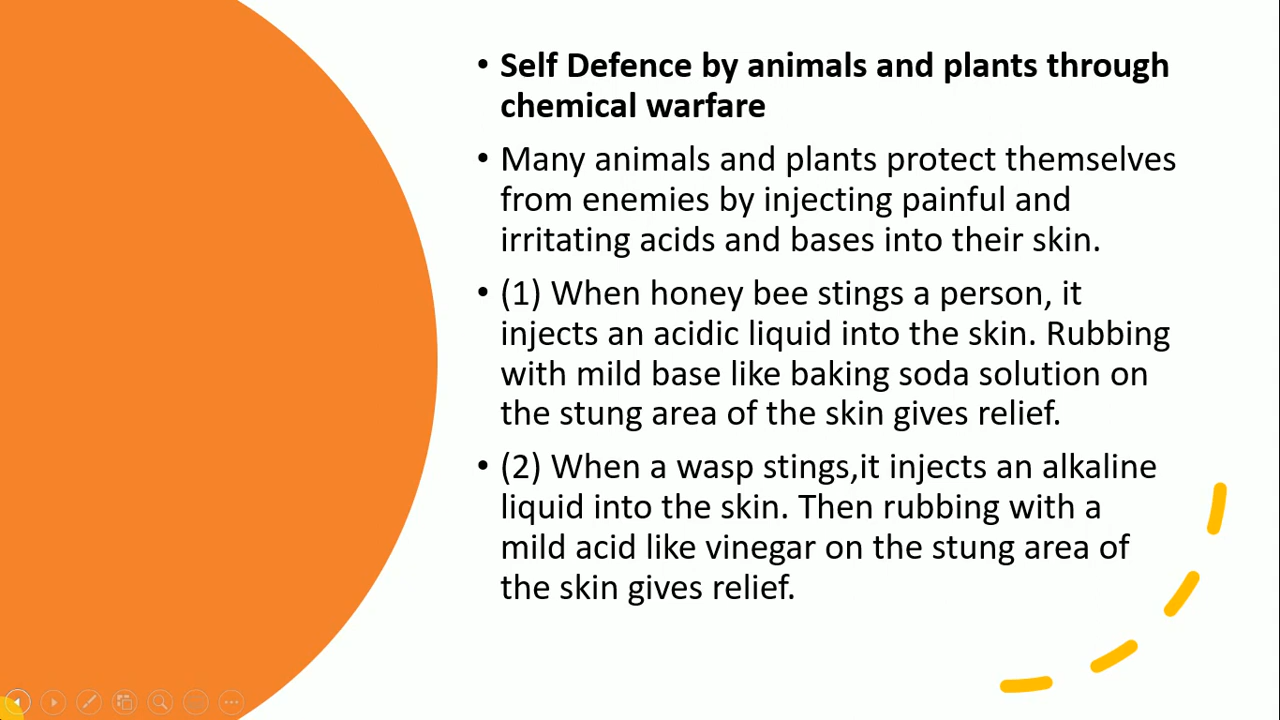 • Self Defence by animals and plants through
chemical warfare
• Many animals and plants protect themselves
from enemies by injecting painful and
irritating acids and bases into their skin.
• (1) When honey bee stings a person, it
injects an acidic liquid into the skin. Rubbing
with mild base like baking soda solution on
the stung area of the skin gives relief.
• (2) When a wasp stings,it injects an alkaline
liquid into the skin. Then rubbing with a
mild acid like vinegar on the stung area of
the skin gives relief.